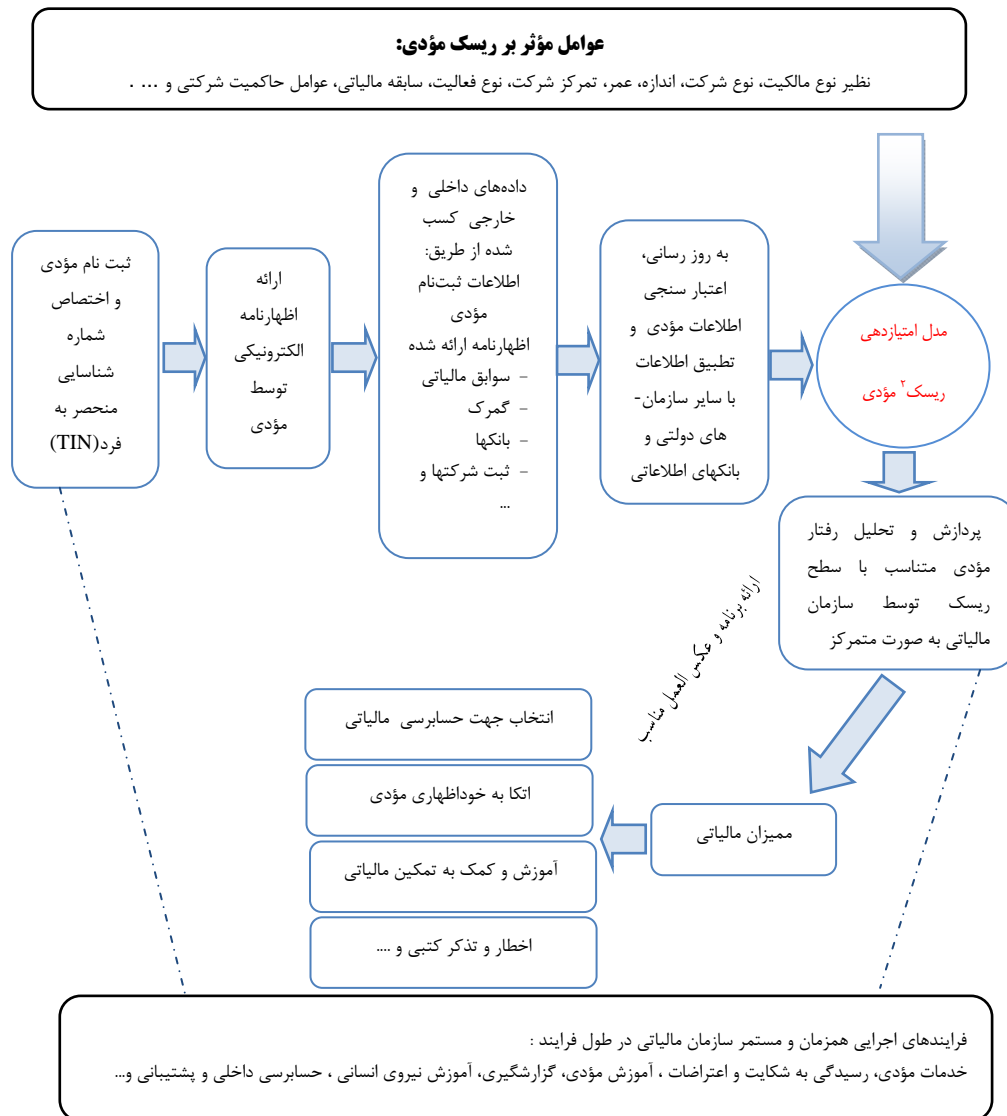 عوامل مؤثر بر ریسک مؤدی:
نظیر نوع مالکیت، نوع شرکت، اندازه، عمر، تمرکز شرکت، نوع فعالیت، سابقه مالیاتی، عوامل حاکمیت شرکتی و ... .
ثبت نام مؤدی
و اختصاص
شماره
شناسایی
منحصر به
فرد(TIN)
ارائه
اظهارنامه
الکترونیکی
توسط
مؤدی
داده‌های داخلی و
خارجی کسب
شده از طریق:
اطلاعات ثبت‌نام
مؤدی
اظهارنامه ارائه شده
- سوابق مالیاتی
- گمرک
- بانکها
- ثبت شرکتها و
...
به روز رسانی،
اعتبار سنجی
اطلاعات مؤدی و
تطبیق اطلاعات
با سایر سازمان-
های دولتی و
بانکهای اطلاعاتی
مدل امتیازدهی
ریسک۲ مؤدی
پردازش و تحلیل رفتار
مؤدی متناسب با سطح
ریسک توسط سازمان
مالیاتی به صورت متمرکز
ارائه برنامه و عکس العمل مناسب
ممیزان مالیاتی
انتخاب جهت حسابرسی مالیاتی
اتکا به خوداظهاری مؤدی
آموزش و کمک به تمکین مالیاتی
اخطار و تذکر کتبی و ....
فرایندهای اجرایی همزمان و مستمر سازمان مالیاتی در طول فرایند :
خدمات مؤدی، رسیدگی به شکایت و اعتراضات ، آموزش مؤدی، گزارشگیری، آموزش نیروی انسانی ، حسابرسی داخلی و پشتیبانی و...